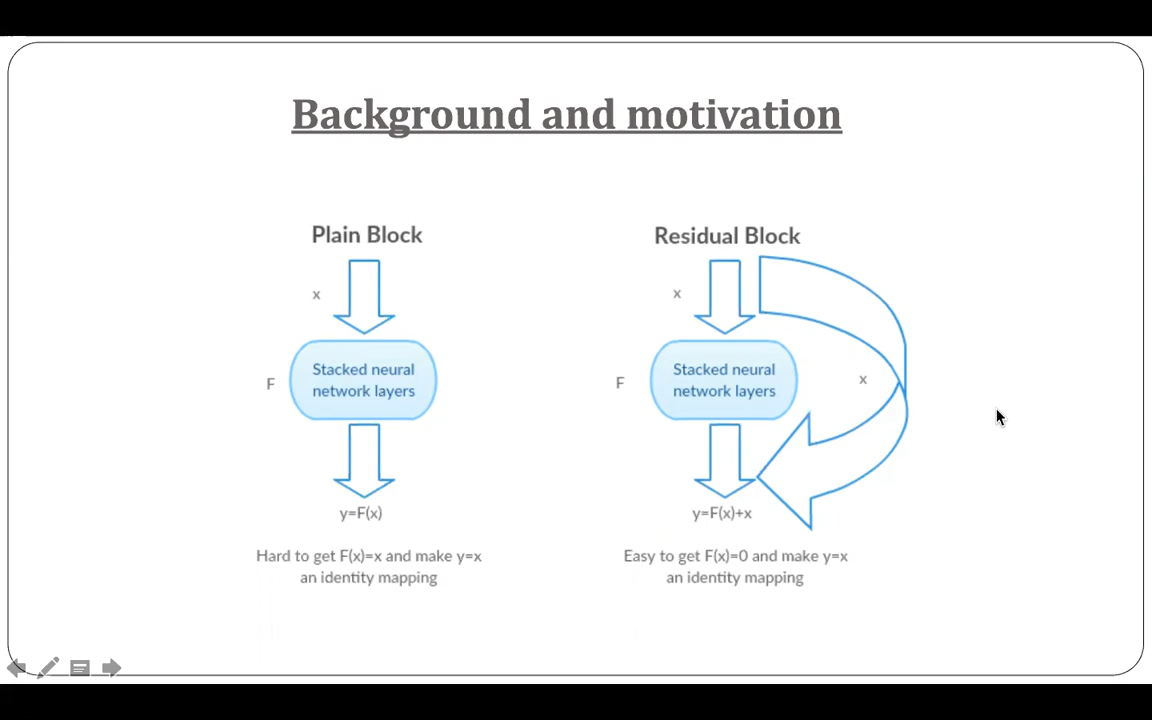 Background and motivation
Plain Block
x
F
Stacked neural
network layers
y=F(x)
Hard to get F(x)=x and make y=x
an identity mapping
Residual Block
x
F
Stacked neural
network layers
x
y=F(x)+x
Easy to get F(x)=0 and make y=x
an identity mapping